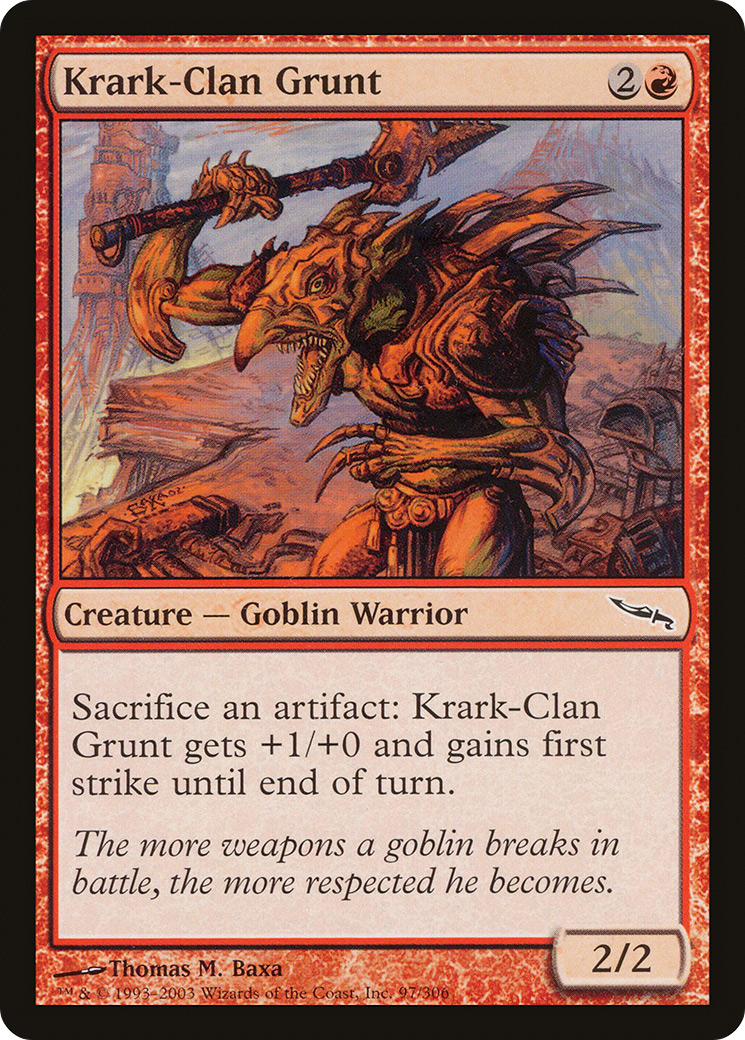 Krark-Clan Grunt
2
BAXA 02
Creature — Goblin Warrior
Sacrifice an artifact: Krark-Clan
Grunt gets +1/+0 and gains first
strike until end of turn.
The more weapons a goblin breaks in
battle, the more respected he becomes.
2/2
Thomas M. Baxa
™ & © 1993–2003 Wizards of the Coast, Inc. 97/306